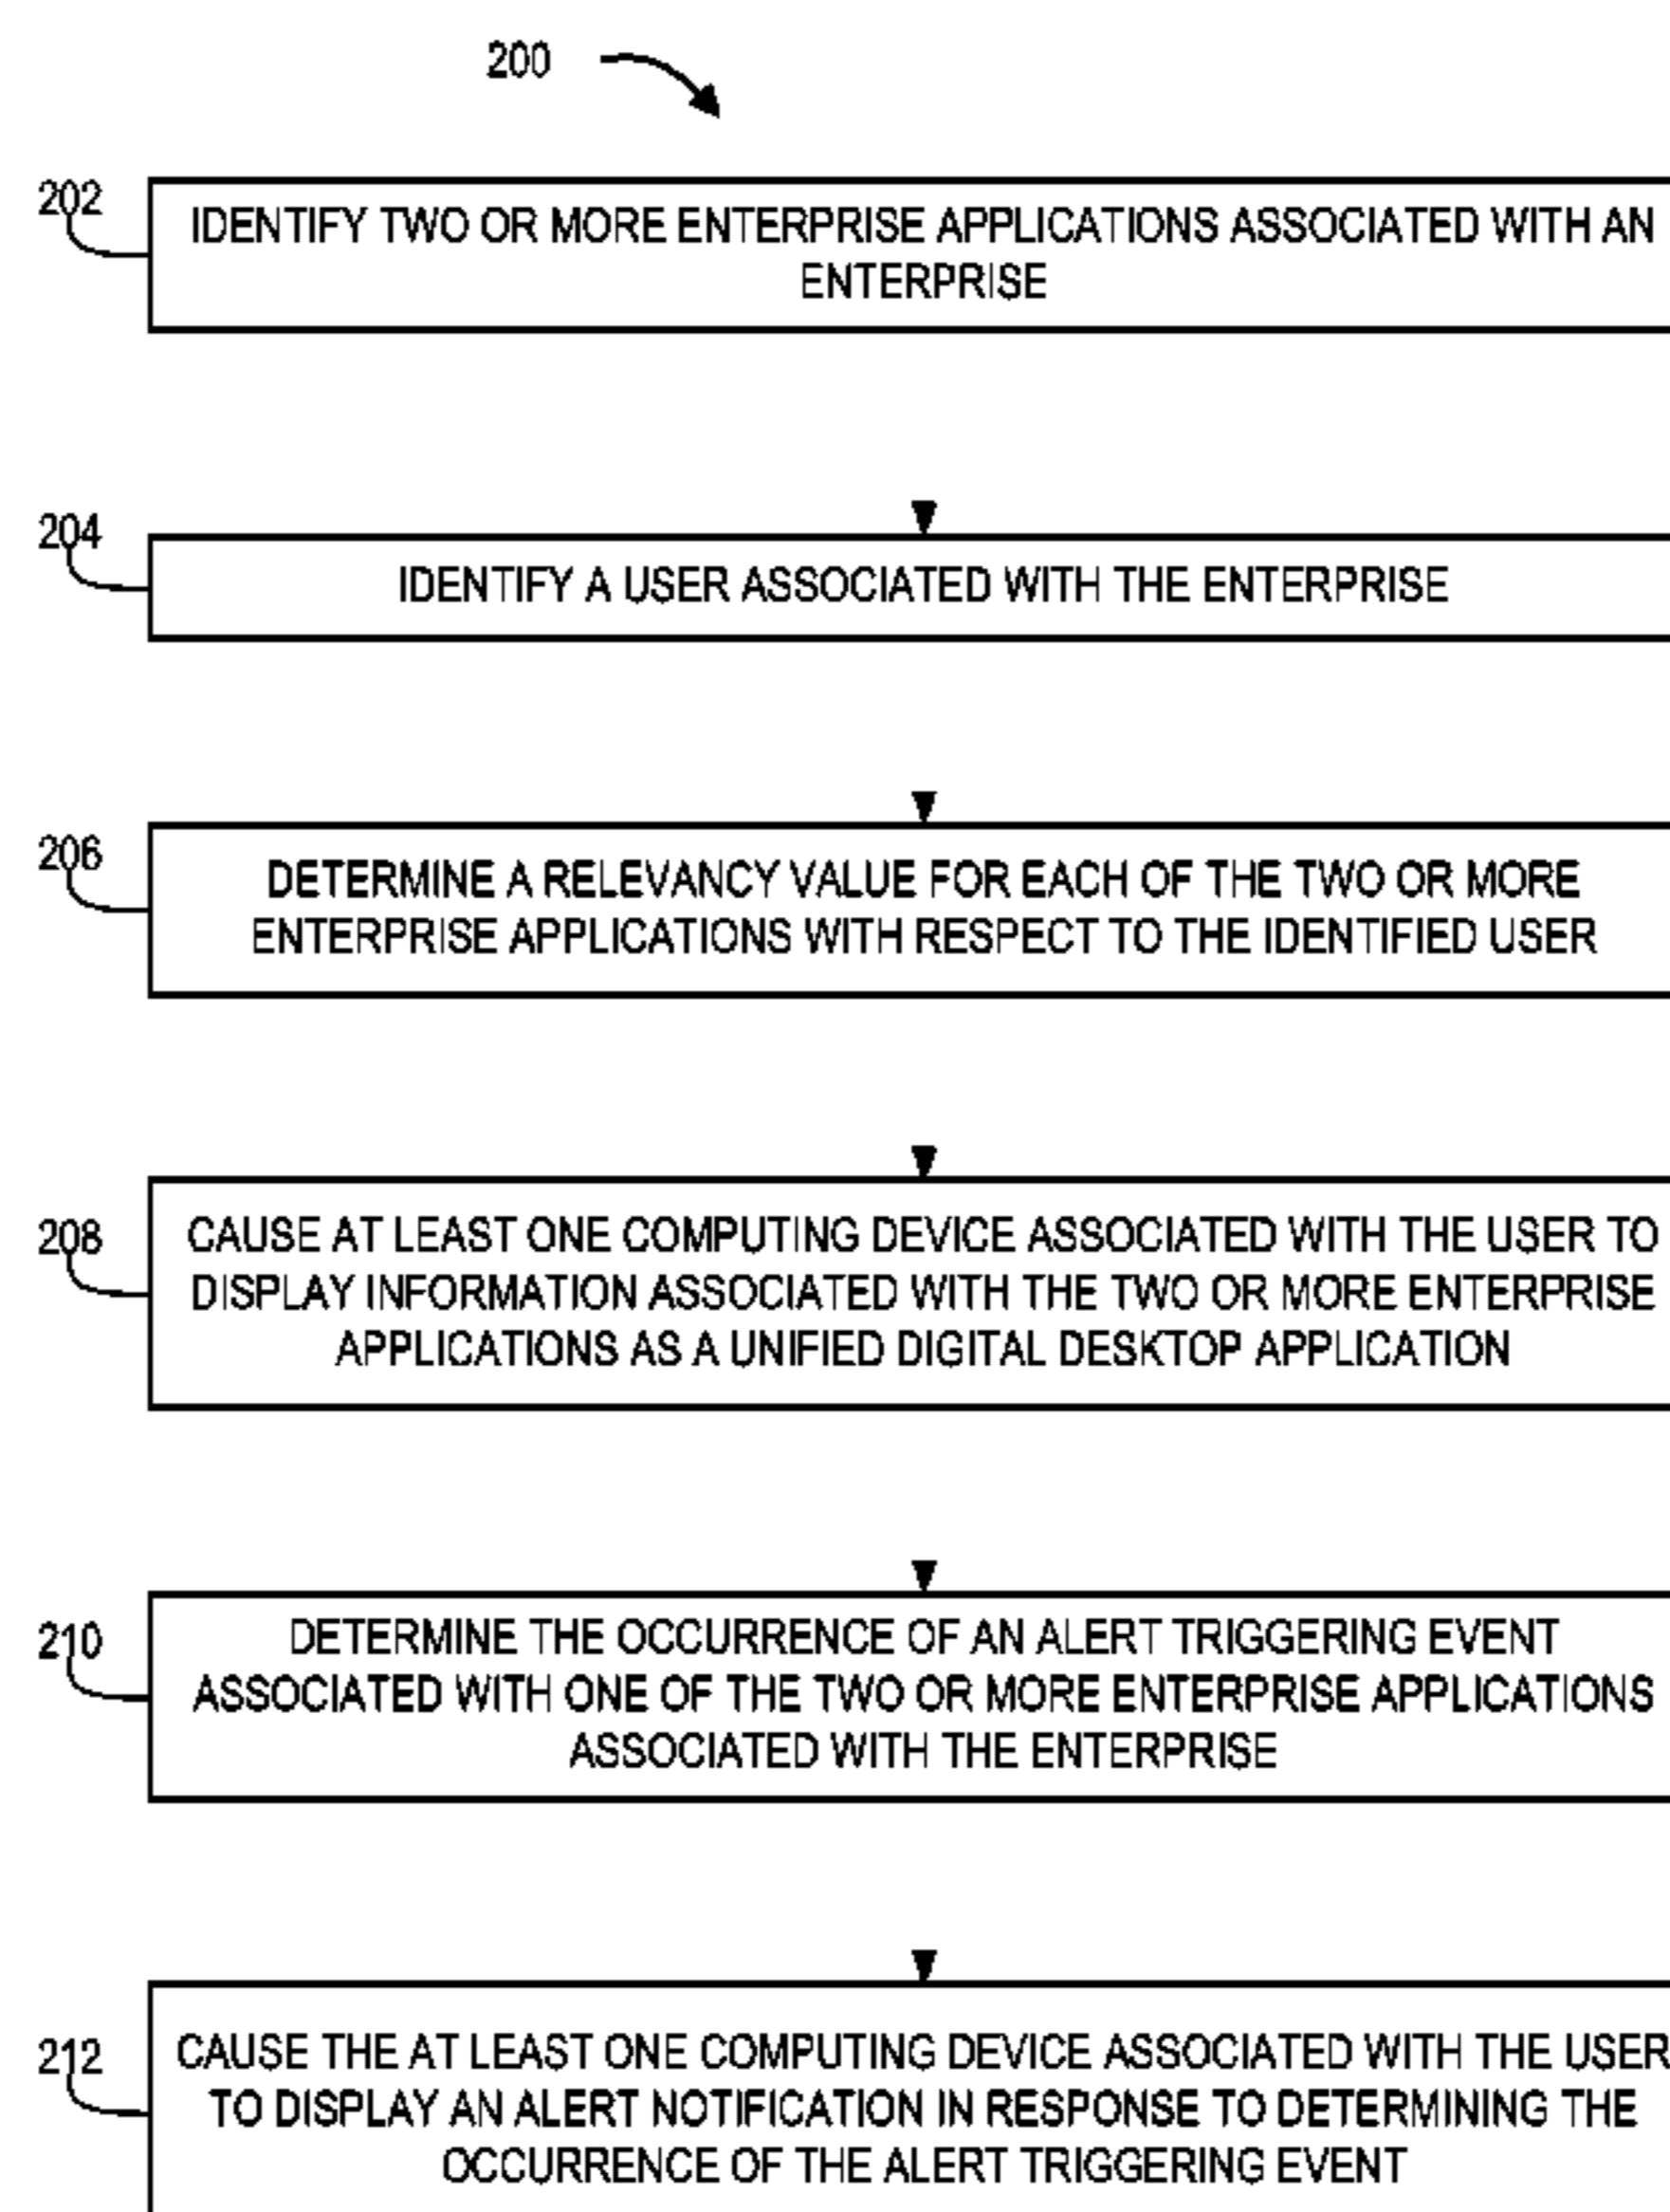 200
202
IDENTIFY TWO OR MORE ENTERPRISE APPLICATIONS ASSOCIATED WITH AN
ENTERPRISE
204
IDENTIFY A USER ASSOCIATED WITH THE ENTERPRISE
206
DETERMINE A RELEVANCY VALUE FOR EACH OF THE TWO OR MORE
ENTERPRISE APPLICATIONS WITH RESPECT TO THE IDENTIFIED USER
208
CAUSE AT LEAST ONE COMPUTING DEVICE ASSOCIATED WITH THE USER TO
DISPLAY INFORMATION ASSOCIATED WITH THE TWO OR MORE ENTERPRISE
APPLICATIONS AS A UNIFIED DIGITAL DESKTOP APPLICATION
210
DETERMINE THE OCCURRENCE OF AN ALERT TRIGGERING EVENT
ASSOCIATED WITH ONE OF THE TWO OR MORE ENTERPRISE APPLICATIONS
ASSOCIATED WITH THE ENTERPRISE
212
CAUSE THE AT LEAST ONE COMPUTING DEVICE ASSOCIATED WITH THE USER
TO DISPLAY AN ALERT NOTIFICATION IN RESPONSE TO DETERMINING THE
OCCURRENCE OF THE ALERT TRIGGERING EVENT